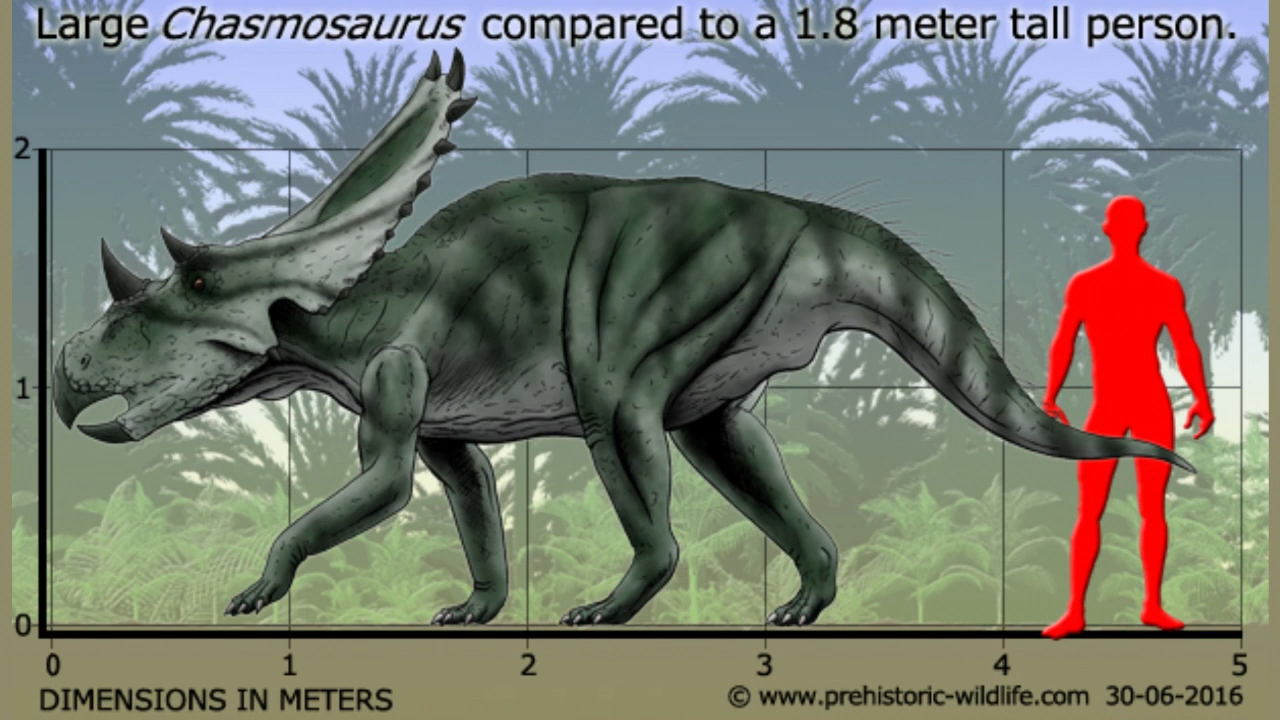 Large Chasmosaurus compared to a 1.8 meter tall person.
2
1
0
0 1 2 3 4 5
DIMENSIONS IN METERS © www.prehistoric-wildlife.com 30-06-2016